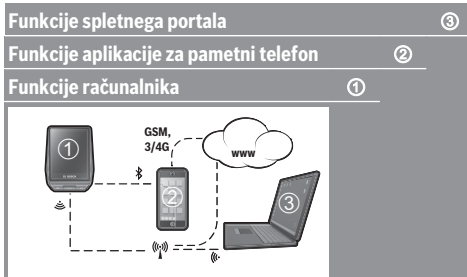 Funkcije spletnega portala ③
Funkcije aplikacije za pametni telefon ②
Funkcije računalnika ①
GSM,
3/4G
www
①
②
③